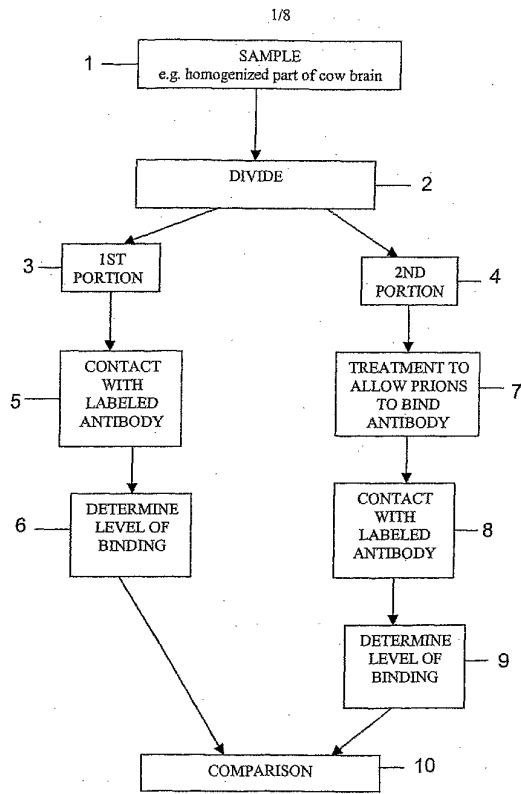 1/8
1
SAMPLE
e.g. homogenized part of cow brain
DIVIDE
2
3
1ST
PORTION
2ND
PORTION
4
5
CONTACT
WITH
LABELED
ANTIBODY
TREATMENT TO
ALLOW PRIONS
TO BIND
ANTIBODY
7
6
DETERMINE
LEVEL OF
BINDING
CONTACT
WITH
LABELED
ANTIBODY
8
DETERMINE
LEVEL OF
BINDING
9
COMPARISON
10